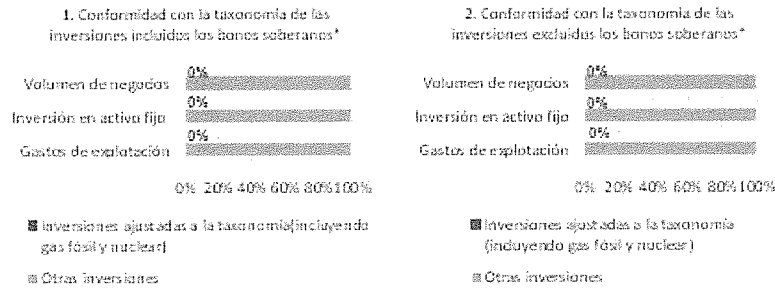 1. Conformidad con la taxonomía de las
inversiones incluidos los bonos soberanos*
0%
Volumen de negocios
0%
Inversión en activo fijo
0%
Gastos de explotación
0% 20% 40% 60% 80%100%
Inversiones ajustadas a la taxonomía(incluyendo
gas fósil y nuclear)
Otras inversiones
2. Conformidad con la taxonomía de las
inversiones excluidos los bonos soberanos*
0%
Volumen de negocios
0%
Inversión en activo fijo
0%
Gastos de explotación
0% 20% 40% 60% 80%100%
Inversiones ajustadas a la taxonomía
(incluyendo gas fósil y nuclear)
Otras inversiones